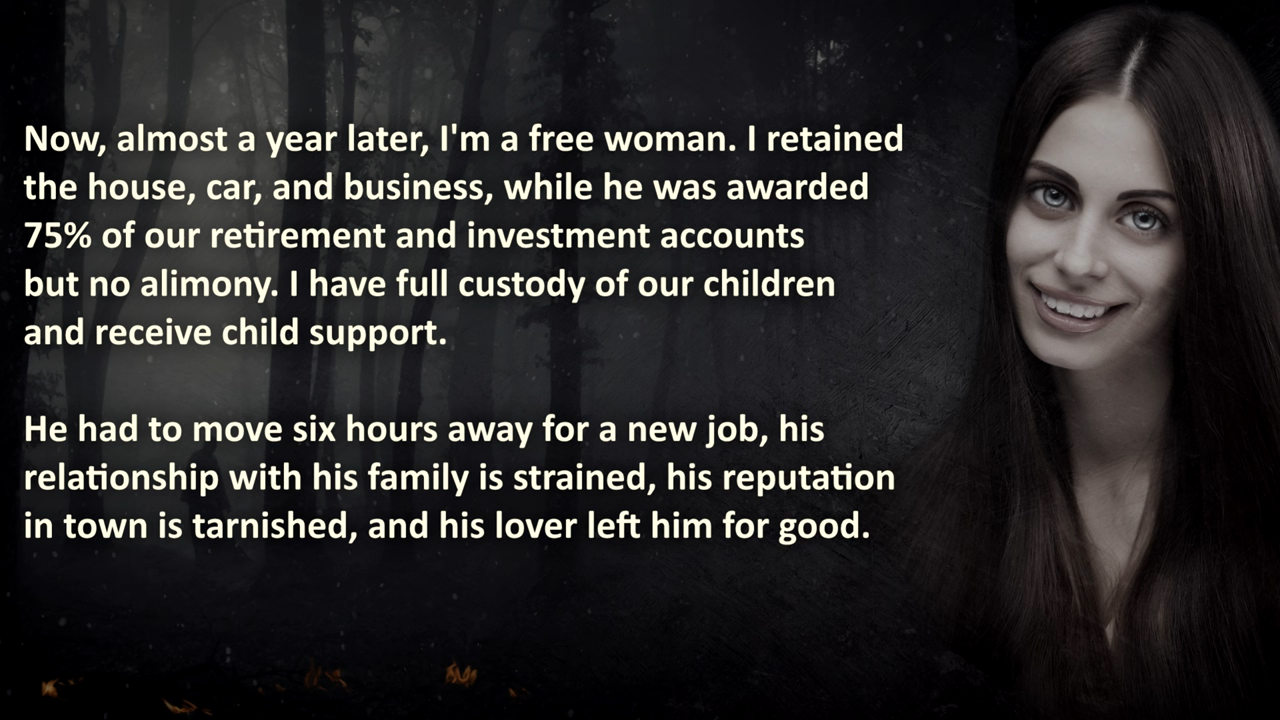 Now, almost a year later, I'm a free woman. I retained
the house, car, and business, while he was awarded
75% of our retirement and investment accounts
but no alimony. I have full custody of our children
and receive child support.
He had to move six hours away for a new job, his
relationship with his family is strained, his reputation
in town is tarnished, and his lover left him for good.